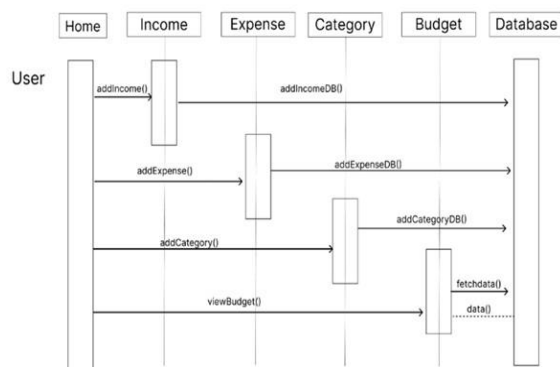 Home Income Expense Category Budget Database
User
addIncome() addIncomeDB()
addExpense() addExpenseDB()
addCategory() addCategoryDB()
fetchdata()
viewBudget() data()